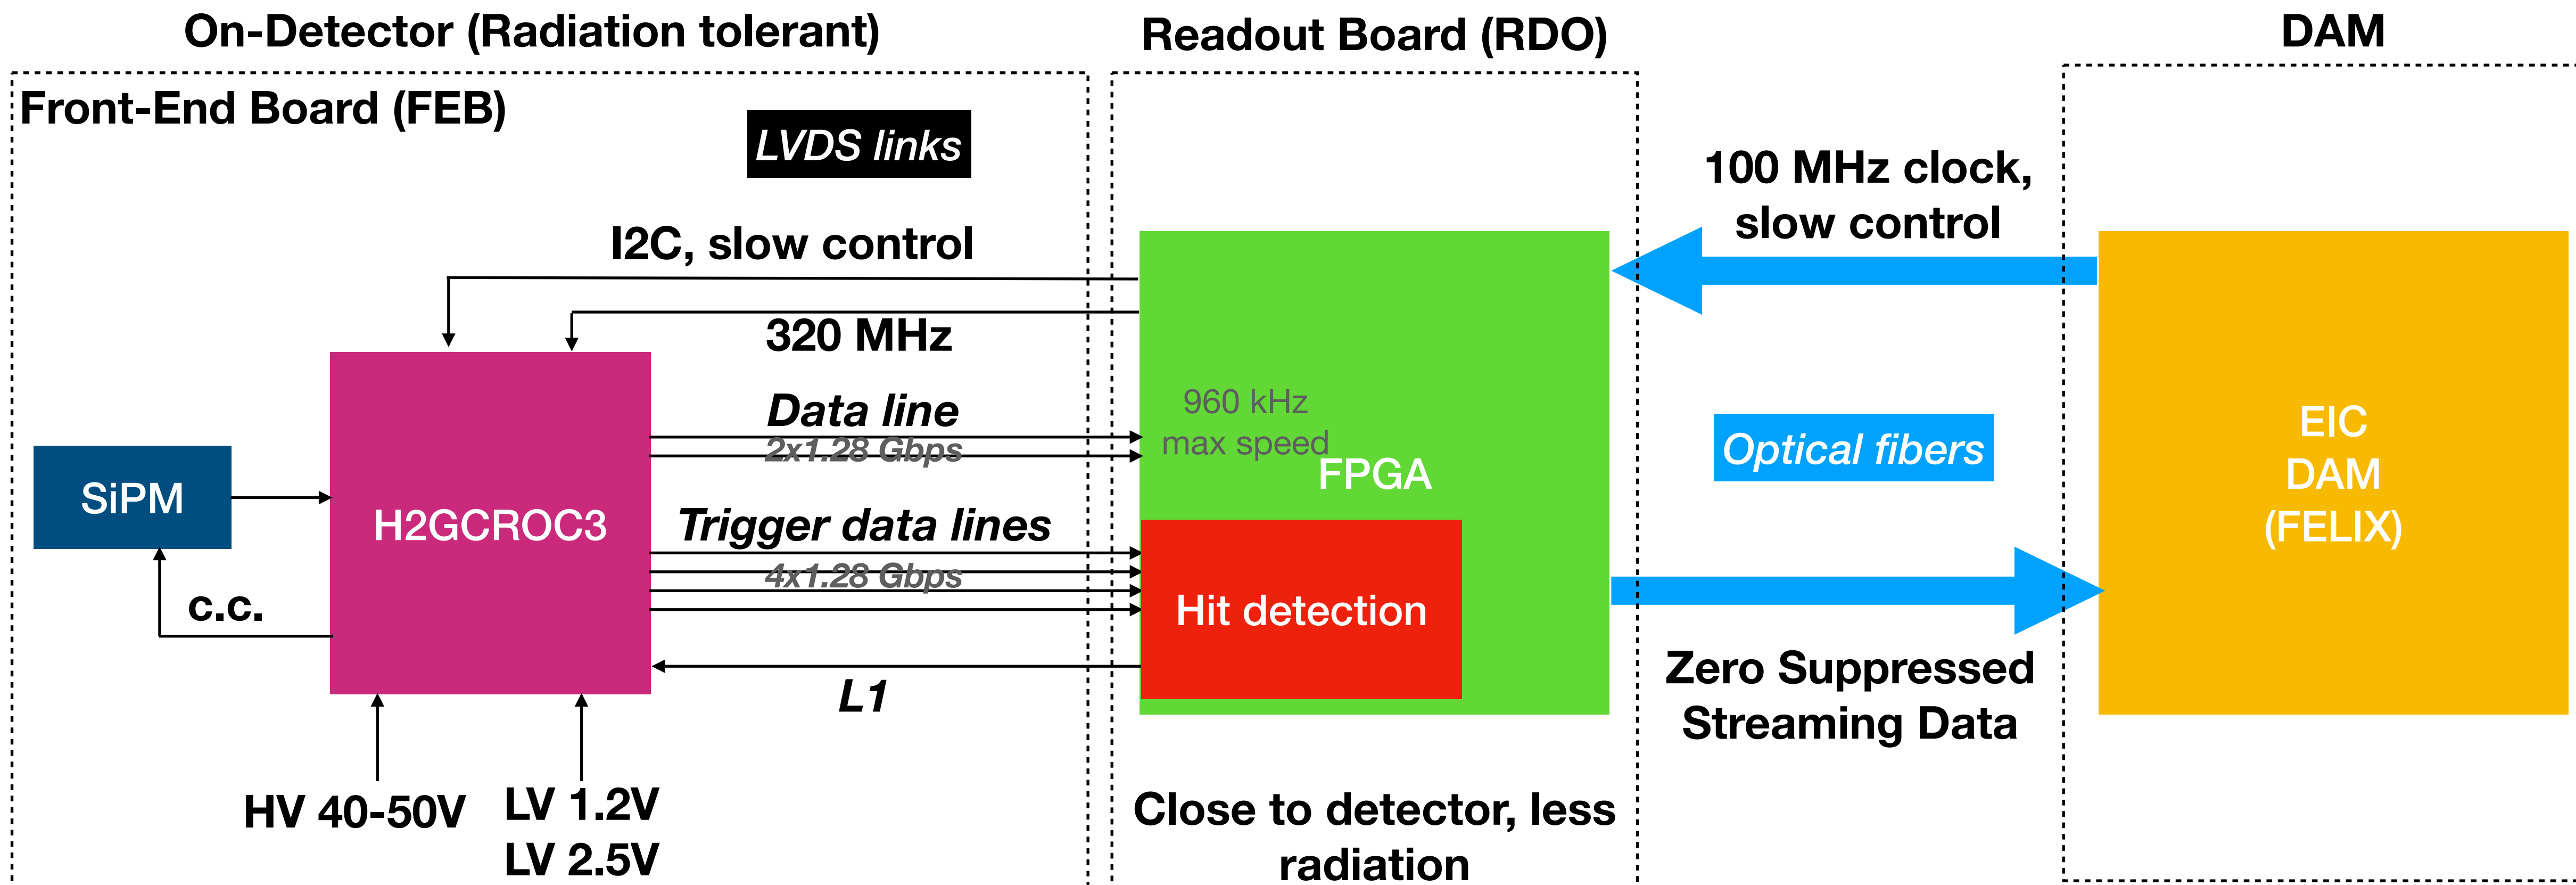 On-Detector (Radiation tolerant)
Readout Board (RDO)
DAM
Front-End Board (FEB)
LVDS links
100 MHz clock,
slow control
I2C, slow control
320 MHz
Data line
2x1.28 Gbps
960 kHz
max speed
FPGA
Optical fibers
EIC
DAM
(FELIX)
SiPM
H2GCROC3
Trigger data lines
4x1.28 Gbps
Hit detection
c.c.
L1
Zero Suppressed
Streaming Data
HV 40-50V
LV 1.2V
LV 2.5V
Close to detector, less
radiation